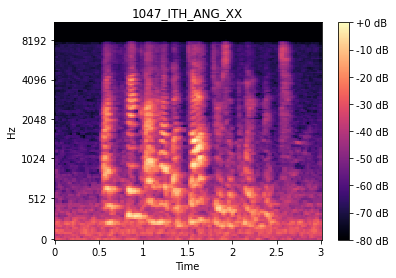 1047_ITH_ANG_XX
+0 dB
8192
-10 dB
4096
-20 dB
-30 dB
2048
-40 dB
Hz
1024
-50 dB
512
-60 dB
-70 dB
0
-80 dB
0 0.5 1 1.5 2 2.5 3
Time